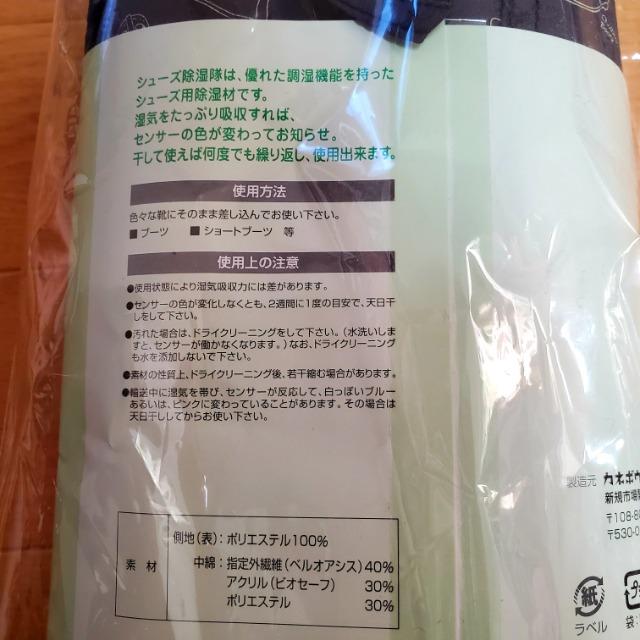 シューズ除湿隊は、優れた調湿機能を持った
シューズ用除湿材です。
湿気をたっぷり吸収すれば、
センサーの色が変わってお知らせ。
干して使えば何度でも繰り返し、使用出来ます。
使用方法
色々な靴にそのまま差し込んでお使い下さい。
■ブーツ ■ショートブーツ 等
使用上の注意
●使用状態により湿気吸収力には差があります。
●センサーの色が変化しなくとも、2週間に1度の目安で、天日干
しをして下さい。
●汚れた場合は、ドライクリーニングをして下さい。(水洗いしま
すと、センサーが働かなくなります。)なお、ドライクリーニング
も水を添加しないで下さい。
●素材の性質上、ドライクリーニング後、若干縮む場合があります。
●輸送中に湿気を帯び、センサーが反応して、白っぽいブルー
あるいは、ピンクに変わっていることがあります。その場合は
天日干ししてからお使い下さい。
素材
側地(表):ポリエステル100%
中綿:指定外繊維(ベルオアシス)40%
アクリル(ビオセーフ) 30%
ポリエステル 30%
製造元 カネボウ
新規市場
〒108-8
〒530-0
紙
ラベル
プラ
袋: